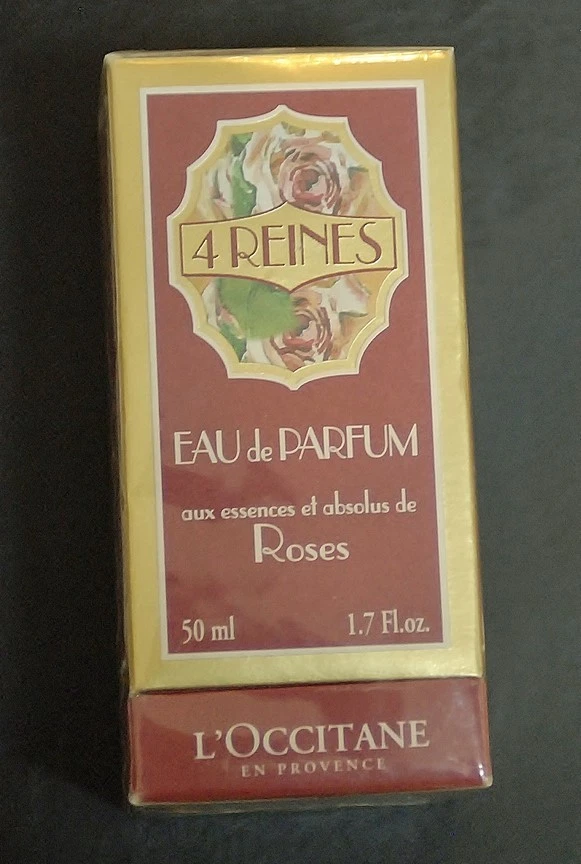 4 REINES
EAU de PARFUM
aux essences et absolus de
Roses
50 ml 1.7 Fl.oz.
L'OCCITANE
EN PROVENCE